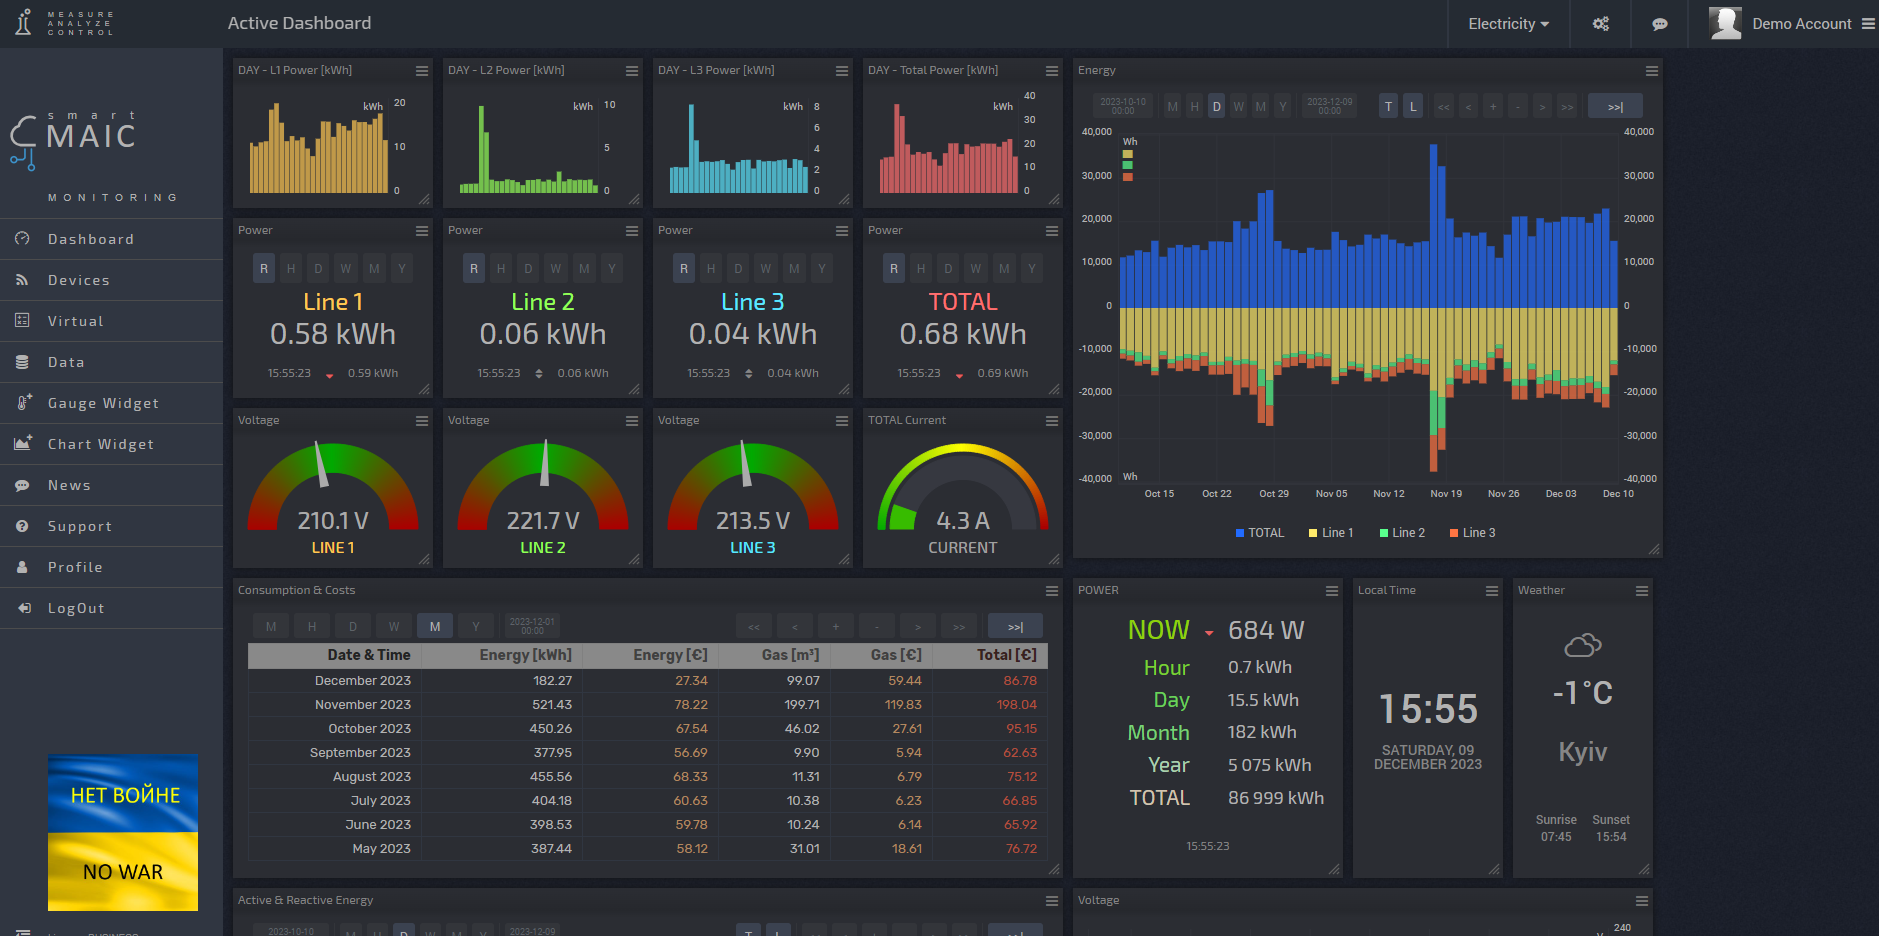 MEASURE
ANALYZE
CONTROL
Active Dashboard
Electricity
Demo Account
smart
MAIC
MONITORING
Dashboard
Devices
Virtual
Data
Gauge Widget
Chart Widget
News
Support
Profile
LogOut
НЕТ ВОЙНЕ
NO WAR
DAY - L1 Power [kWh]
kWh
20
10
0
DAY - L2 Power [kWh]
kWh
10
5
0
DAY - L3 Power [kWh]
kWh
8
6
4
2
0
DAY - Total Power [kWh]
kWh
40
30
20
10
0
Power
R H D W M Y
Line 1
0.58 kWh
15:55:23 0.59 kWh
Power
R H D W M Y
Line 2
0.06 kWh
15:55:23 0.06 kWh
Power
R H D W M Y
Line 3
0.04 kWh
15:55:23 0.04 kWh
Power
R H D W M Y
TOTAL
0.68 kWh
15:55:23 0.69 kWh
Voltage
210.1 V
LINE 1
Voltage
221.7 V
LINE 2
Voltage
213.5 V
LINE 3
TOTAL Current
4.3 A
CURRENT
Energy
2023-10-10 00:00 M H D W M Y 2023-12-09 00:00 T L << < + - > >> >>|
40,000 40,000
Wh
30,000 30,000
20,000 20,000
10,000 10,000
0 0
-10,000 -10,000
-20,000 -20,000
-30,000 -30,000
-40,000 Wh -40,000
Oct 15 Oct 22 Oct 29 Nov 05 Nov 12 Nov 19 Nov 26 Dec 03 Dec 10
TOTAL Line 1 Line 2 Line 3
Consumption & Costs
M H D W M Y 2023-12-01 00:00 << < + - > >> >>|
Date & Time Energy [kWh] Energy [€] Gas [m³] Gas [€] Total [€]
December 2023 182.27 27.34 99.07 59.44 86.78
November 2023 521.43 78.22 199.71 119.83 198.04
October 2023 450.26 67.54 46.02 27.61 95.15
September 2023 377.95 56.69 9.90 5.94 62.63
August 2023 455.56 68.33 11.31 6.79 75.12
July 2023 404.18 60.63 10.38 6.23 66.85
June 2023 398.53 59.78 10.24 6.14 65.92
May 2023 387.44 58.12 31.01 18.61 76.72
POWER
NOW 684 W
Hour 0.7 kWh
Day 15.5 kWh
Month 182 kWh
Year 5 075 kWh
TOTAL 86 999 kWh
15:55:23
Local Time
15:55
SATURDAY, 09
DECEMBER 2023
Weather
-1°C
Kyiv
Sunrise Sunset
07:45 15:54
Active & Reactive Energy
2023-10-10 M H D W M Y 2023-12-09 T L >>|
Voltage
240